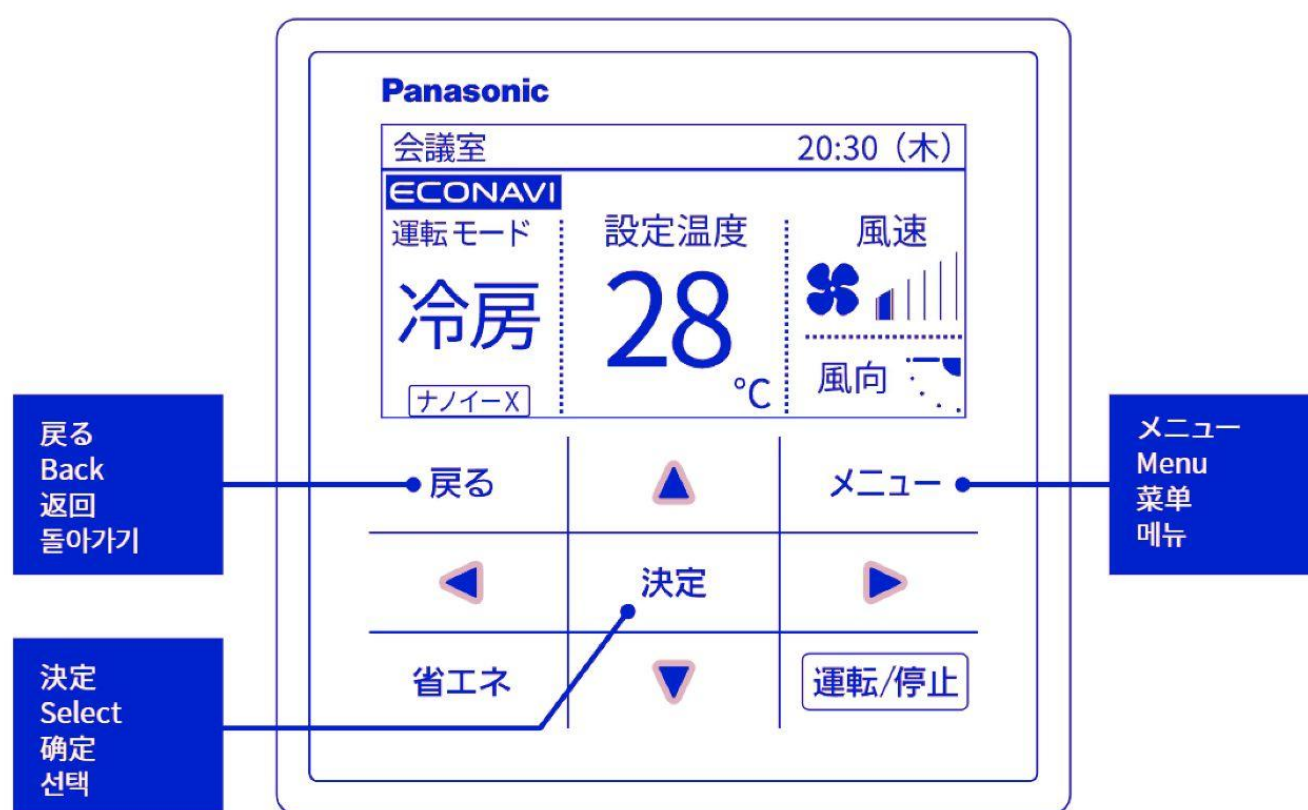 Panasonic
会議室 20:30（木）
ECONAVI
運転モード 設定温度 風速
冷房 28 °C
風向
ナノイーX
戻る
Back
返回
돌아가기
戻る メニュー
メニュー
Menu
菜单
메뉴
決定
省エネ 運転/停止
決定
Select
确定
선택